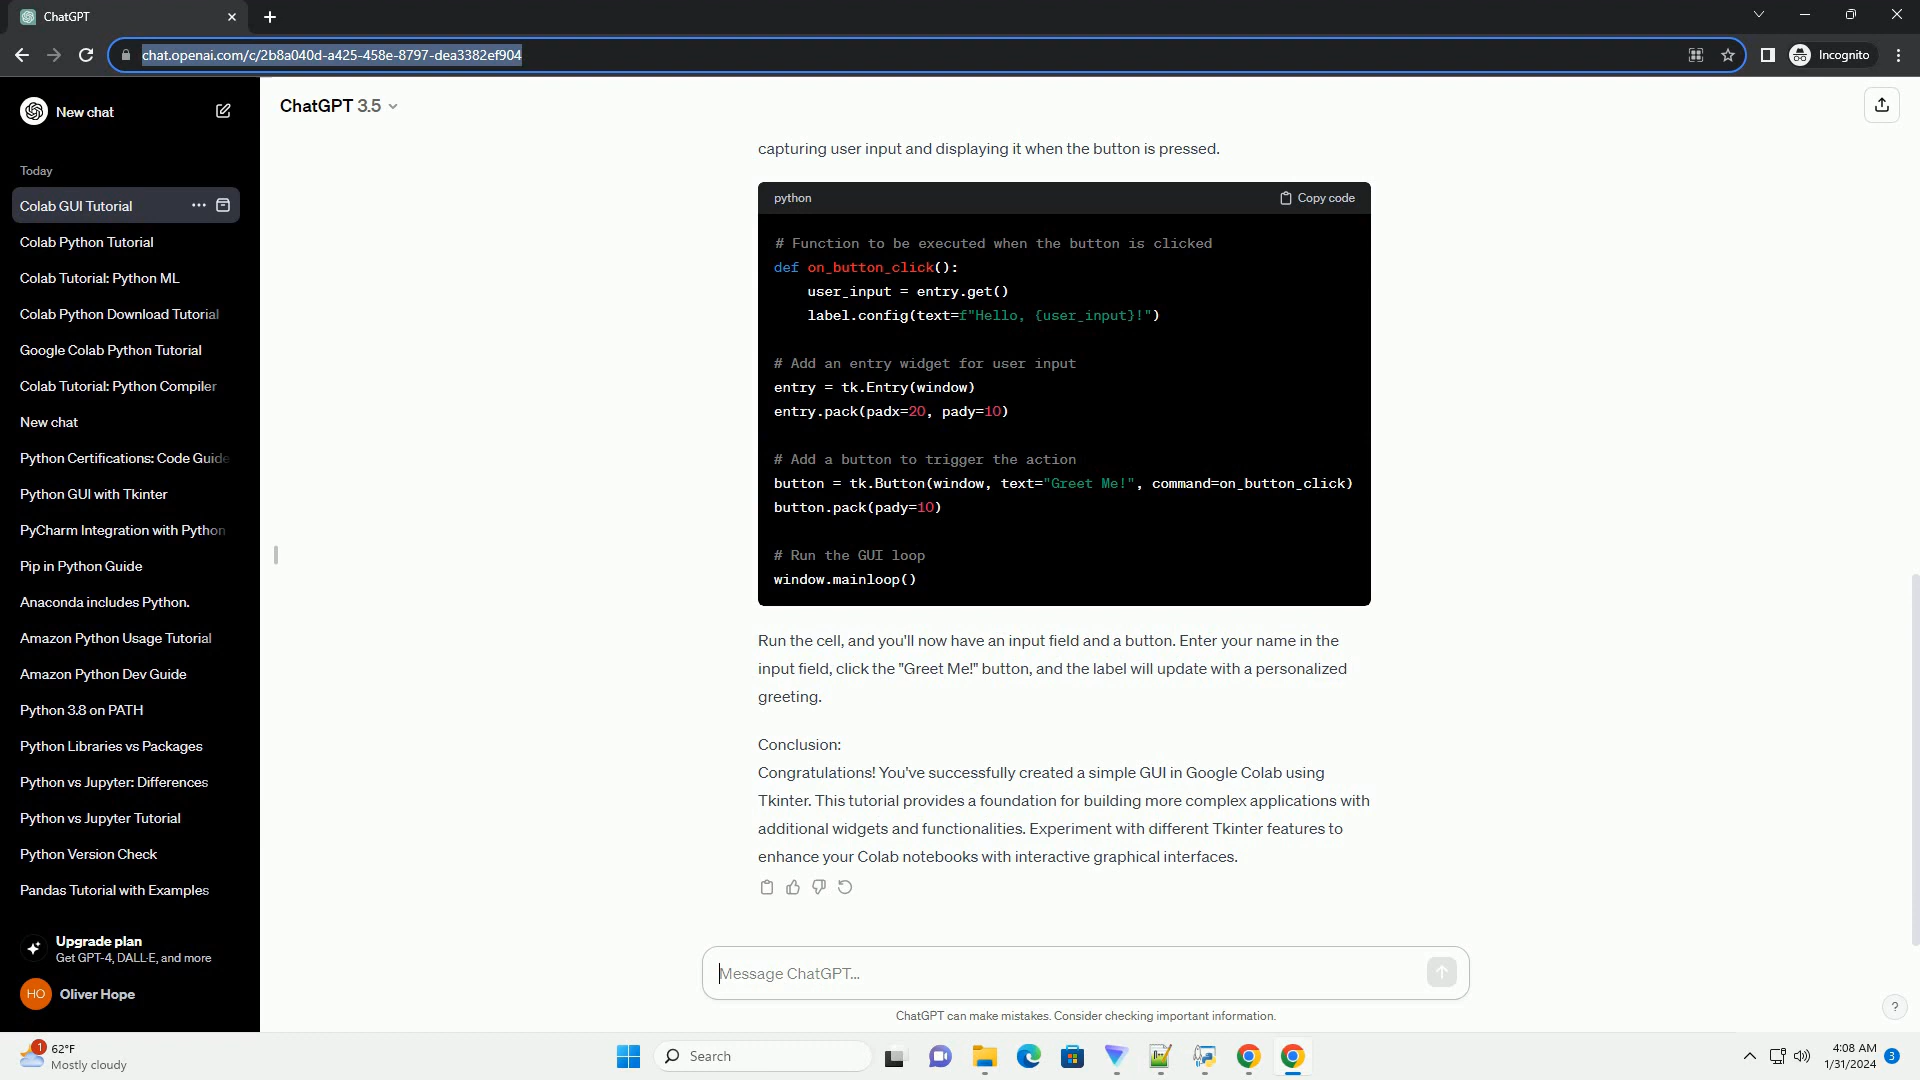 ChatGPT
chat.openai.com/c/2b8a040d-a425-458e-8797-dea3382ef904
Incognito
New chat
Today
Colab GUI Tutorial
Colab Python Tutorial
Colab Tutorial: Python ML
Colab Python Download Tutorial
Google Colab Python Tutorial
Colab Tutorial: Python Compiler
New chat
Python Certifications: Code Guide
Python GUI with Tkinter
PyCharm Integration with Python
Pip in Python Guide
Anaconda includes Python.
Amazon Python Usage Tutorial
Amazon Python Dev Guide
Python 3.8 on PATH
Python Libraries vs Packages
Python vs Jupyter: Differences
Python vs Jupyter Tutorial
Python Version Check
Pandas Tutorial with Examples
Upgrade plan
Get GPT-4, DALL·E, and more
HO
Oliver Hope
ChatGPT 3.5
capturing user input and displaying it when the button is pressed.
python
Copy code
# Function to be executed when the button is clicked
def on_button_click():
    user_input = entry.get()
    label.config(text=f"Hello, {user_input}!")
# Add an entry widget for user input
entry = tk.Entry(window)
entry.pack(padx=20, pady=10)
# Add a button to trigger the action
button = tk.Button(window, text="Greet Me!", command=on_button_click)
button.pack(pady=10)
# Run the GUI loop
window.mainloop()
Run the cell, and you'll now have an input field and a button. Enter your name in the
input field, click the "Greet Me!" button, and the label will update with a personalized
greeting.
Conclusion:
Congratulations! You've successfully created a simple GUI in Google Colab using
Tkinter. This tutorial provides a foundation for building more complex applications with
additional widgets and functionalities. Experiment with different Tkinter features to
enhance your Colab notebooks with interactive graphical interfaces.
Message ChatGPT...
ChatGPT can make mistakes. Consider checking important information.
?
1
62°F
Mostly cloudy
Search
4:08 AM
1/31/2024
3